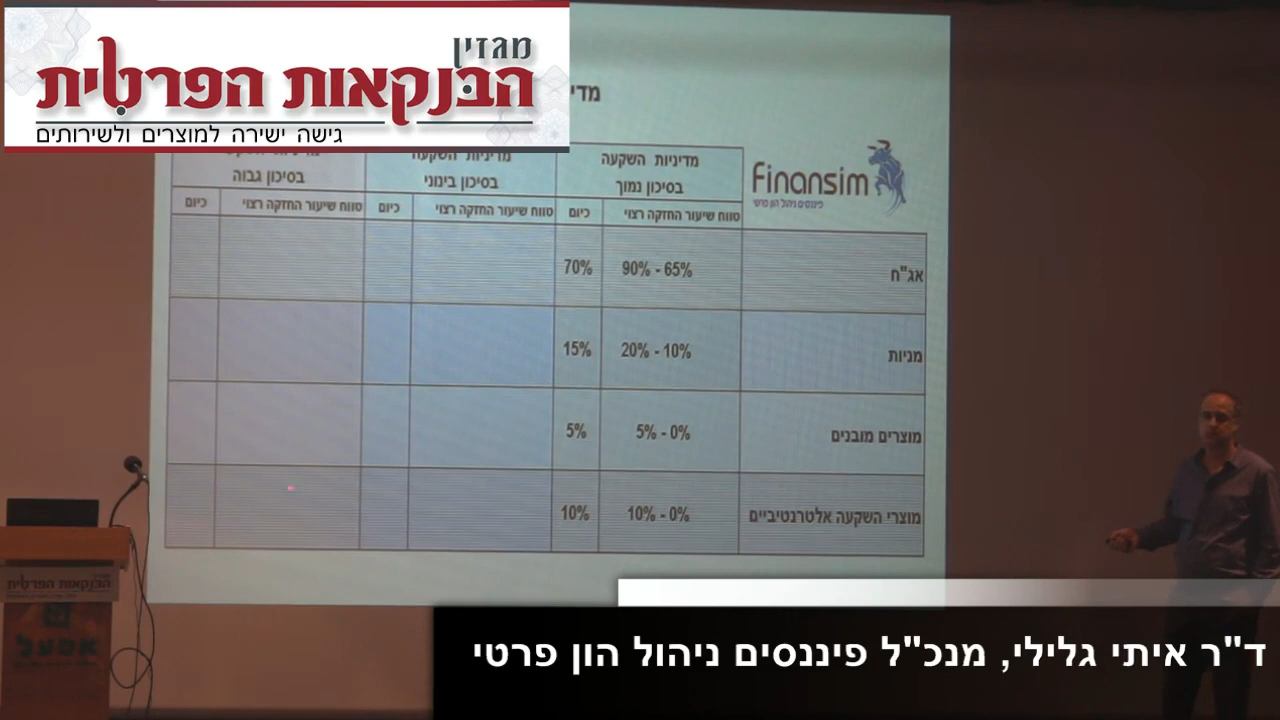 מגזין
הבנקאות הפרטית
גישה ישירה למוצרים ולשירותים
Finansim
פיננסים ניהול הון פרטי
מדיניות השקעה
בסיכון נמוך
מדיניות השקעה
בסיכון בינוני
בסיכון גבוה
טווח שיעור החזקה רצוי כיום טווח שיעור החזקה רצוי כיום טווח שיעור החזקה רצוי כיום
אג"ח 90% - 65% 70%
מניות 20% - 10% 15%
מוצרים מובנים 5% - 0% 5%
מוצרי השקעה אלטרנטיביים 10% - 0% 10%
הבנקאות הפרטית
ד"ר איתי גלילי, מנכ"ל פיננסים ניהול הון פרטי